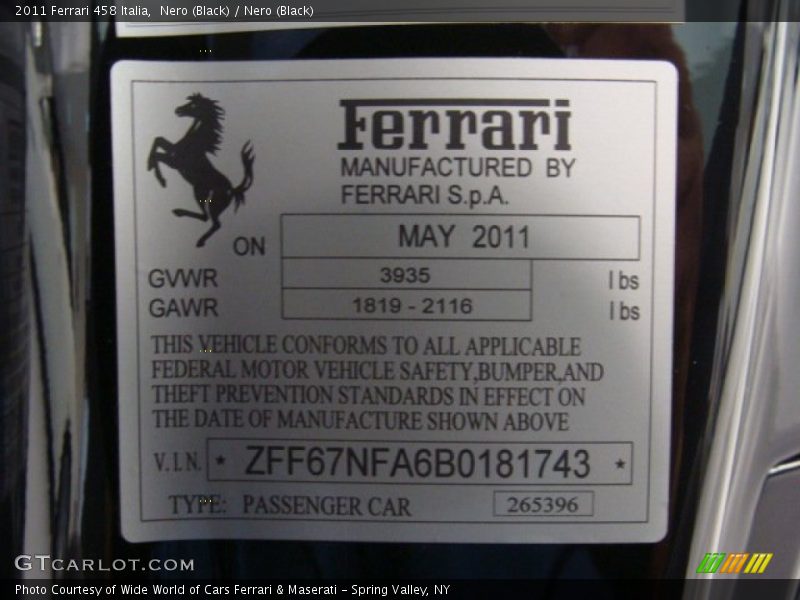 2011 Ferrari 458 Italia,  Nero (Black) / Nero (Black)
Ferrari
MANUFACTURED BY
FERRARI S.p.A.
ON MAY 2011
GVWR 3935 lbs
GAWR 1819 - 2116 lbs
THIS VEHICLE CONFORMS TO ALL APPLICABLE
FEDERAL MOTOR VEHICLE SAFETY,BUMPER,AND
THEFT PREVENTION STANDARDS IN EFFECT ON
THE DATE OF MANUFACTURE SHOWN ABOVE
V.I.N. * ZFF67NFA6B0181743 *
TYPE: PASSENGER CAR 265396
GTCARLOT.COM
Photo Courtesy of Wide World of Cars Ferrari & Maserati - Spring Valley, NY